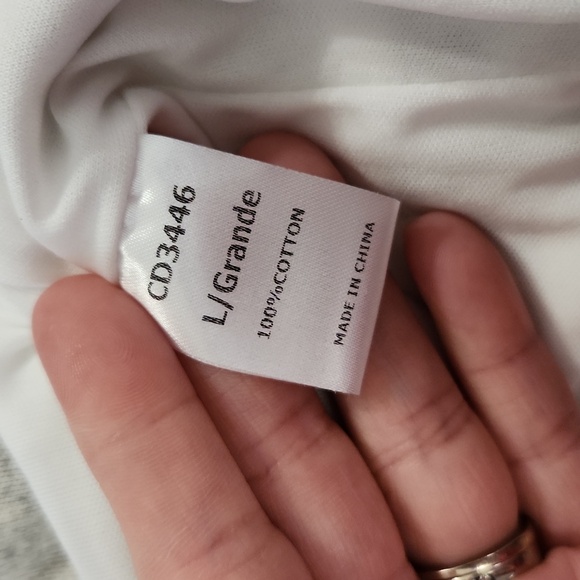 CD3446
L/Grande
100%COTTON
MADE IN CHINA